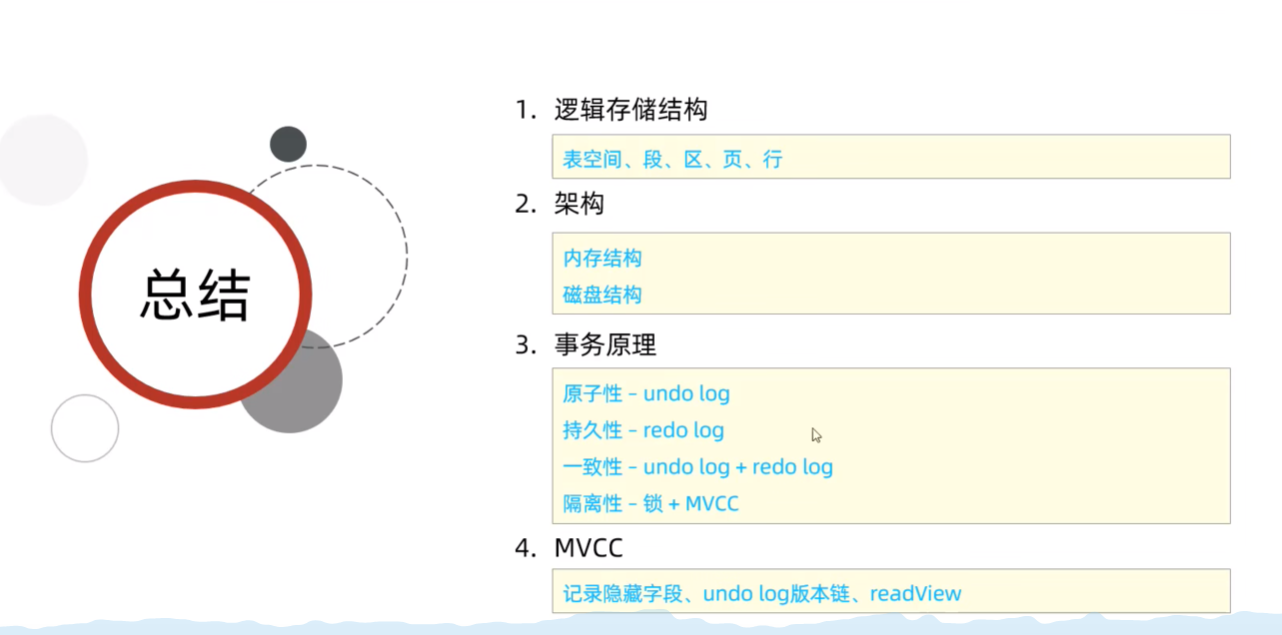 总结
1. 逻辑存储结构
表空间、段、区、页、行
2. 架构
内存结构
磁盘结构
3. 事务原理
原子性 - undo log
持久性 - redo log
一致性 - undo log + redo log
隔离性 - 锁 + MVCC
4. MVCC
记录隐藏字段、undo log版本链、readView